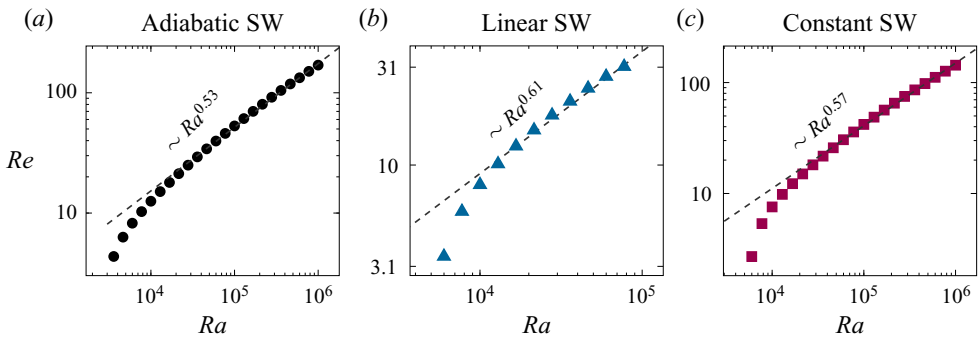 (a) Adiabatic SW
100
10
Re
~ Ra^0.53
10^4 10^5 10^6
Ra
(b) Linear SW
31
10
3.1
~ Ra^0.61
10^4 10^5
Ra
(c) Constant SW
100
10
~ Ra^0.57
10^4 10^5 10^6
Ra